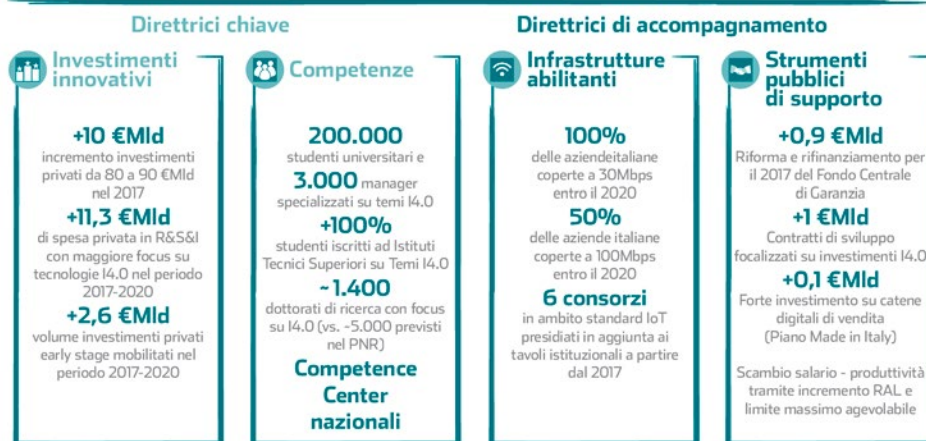 Direttrici chiave
Direttrici di accompagnamento
Investimenti
innovativi
+10 €Mld
incremento investimenti
privati da 80 a 90 €Mld
nel 2017
+11,3 €Mld
di spesa privata in R&S&I
con maggiore focus su
tecnologie I4.0 nel periodo
2017-2020
+2,6 €Mld
volume investimenti privati
early stage mobilitati nel
periodo 2017-2020
Competenze
200.000
studenti universitari e
3.000 manager
specializzati su temi I4.0
+100%
studenti iscritti ad Istituti
Tecnici Superiori su Temi I4.0
~1.400
dottorati di ricerca con focus
su I4.0 (vs. ~5.000 previsti
nel PNR)
Competence
Center
nazionali
Infrastrutture
abilitanti
100%
delle aziendeitaliane
coperte a 30Mbps
entro il 2020
50%
delle aziende italiane
coperte a 100Mbps
entro il 2020
6 consorzi
in ambito standard IoT
presidiati in aggiunta ai
tavoli istituzionali a partire
dal 2017
Strumenti
pubblici
di supporto
+0,9 €Mld
Riforma e rifinanziamento per
il 2017 del Fondo Centrale
di Garanzia
+1 €Mld
Contratti di sviluppo
focalizzati su investimenti I4.0
+0,1 €Mld
Forte investimento su catene
digitali di vendita
(Piano Made in Italy)
Scambio salario - produttività
tramite incremento RAL e
limite massimo agevolabile